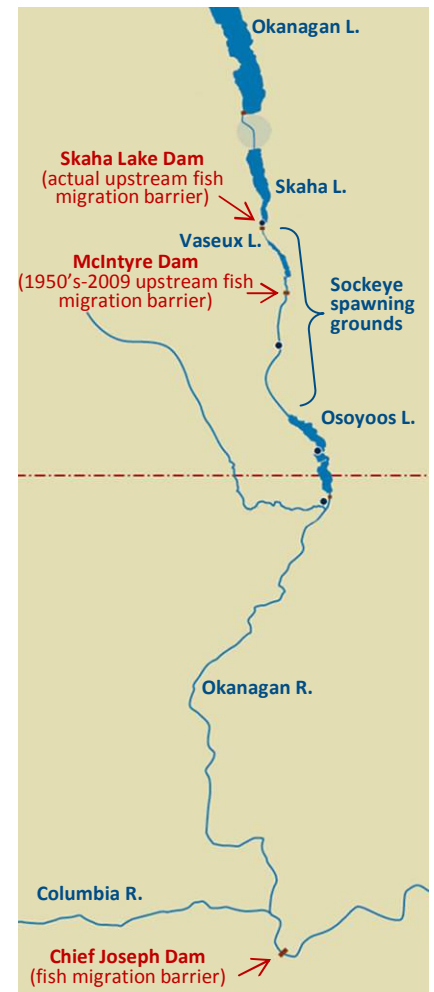 Okanagan L.
Skaha Lake Dam
(actual upstream fish
migration barrier)
Skaha L.
Vaseux L.
McIntyre Dam
(1950's-2009 upstream fish
migration barrier)
Sockeye
spawning
grounds
Osoyoos L.
Okanagan R.
Columbia R.
Chief Joseph Dam
(fish migration barrier)